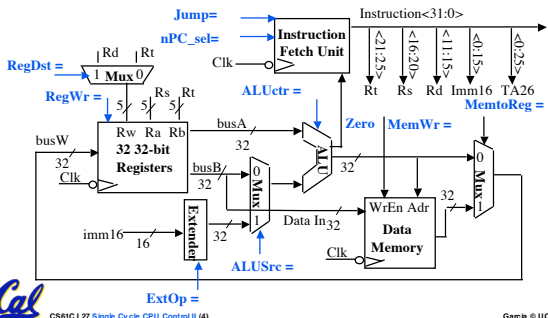 Jump=
nPC_sel=
Instruction Fetch Unit
Clk
Instruction<31:0>
<21:25>
<16:20>
<11:15>
<0:15>
<0:25>
Rt
Rs
Rd
Imm16
TA26
Rd
Rt
RegDst =
1 Mux 0
RegWr =
5
5
5
Rs
Rt
ALUctr =
Zero
MemWr =
MemtoReg =
busW
32
Clk
Rw Ra Rb
32 32-bit
Registers
busA
32
busB
32
ALU
32
0
Mux
1
0
Mux
1
imm16
16
Extender
32
Data In
32
WrEn Adr
Data
Memory
32
Clk
ALUSrc =
ExtOp =
Cal
CS61C L27 Single Cycle CPU Control II (4)
Garcia © UC